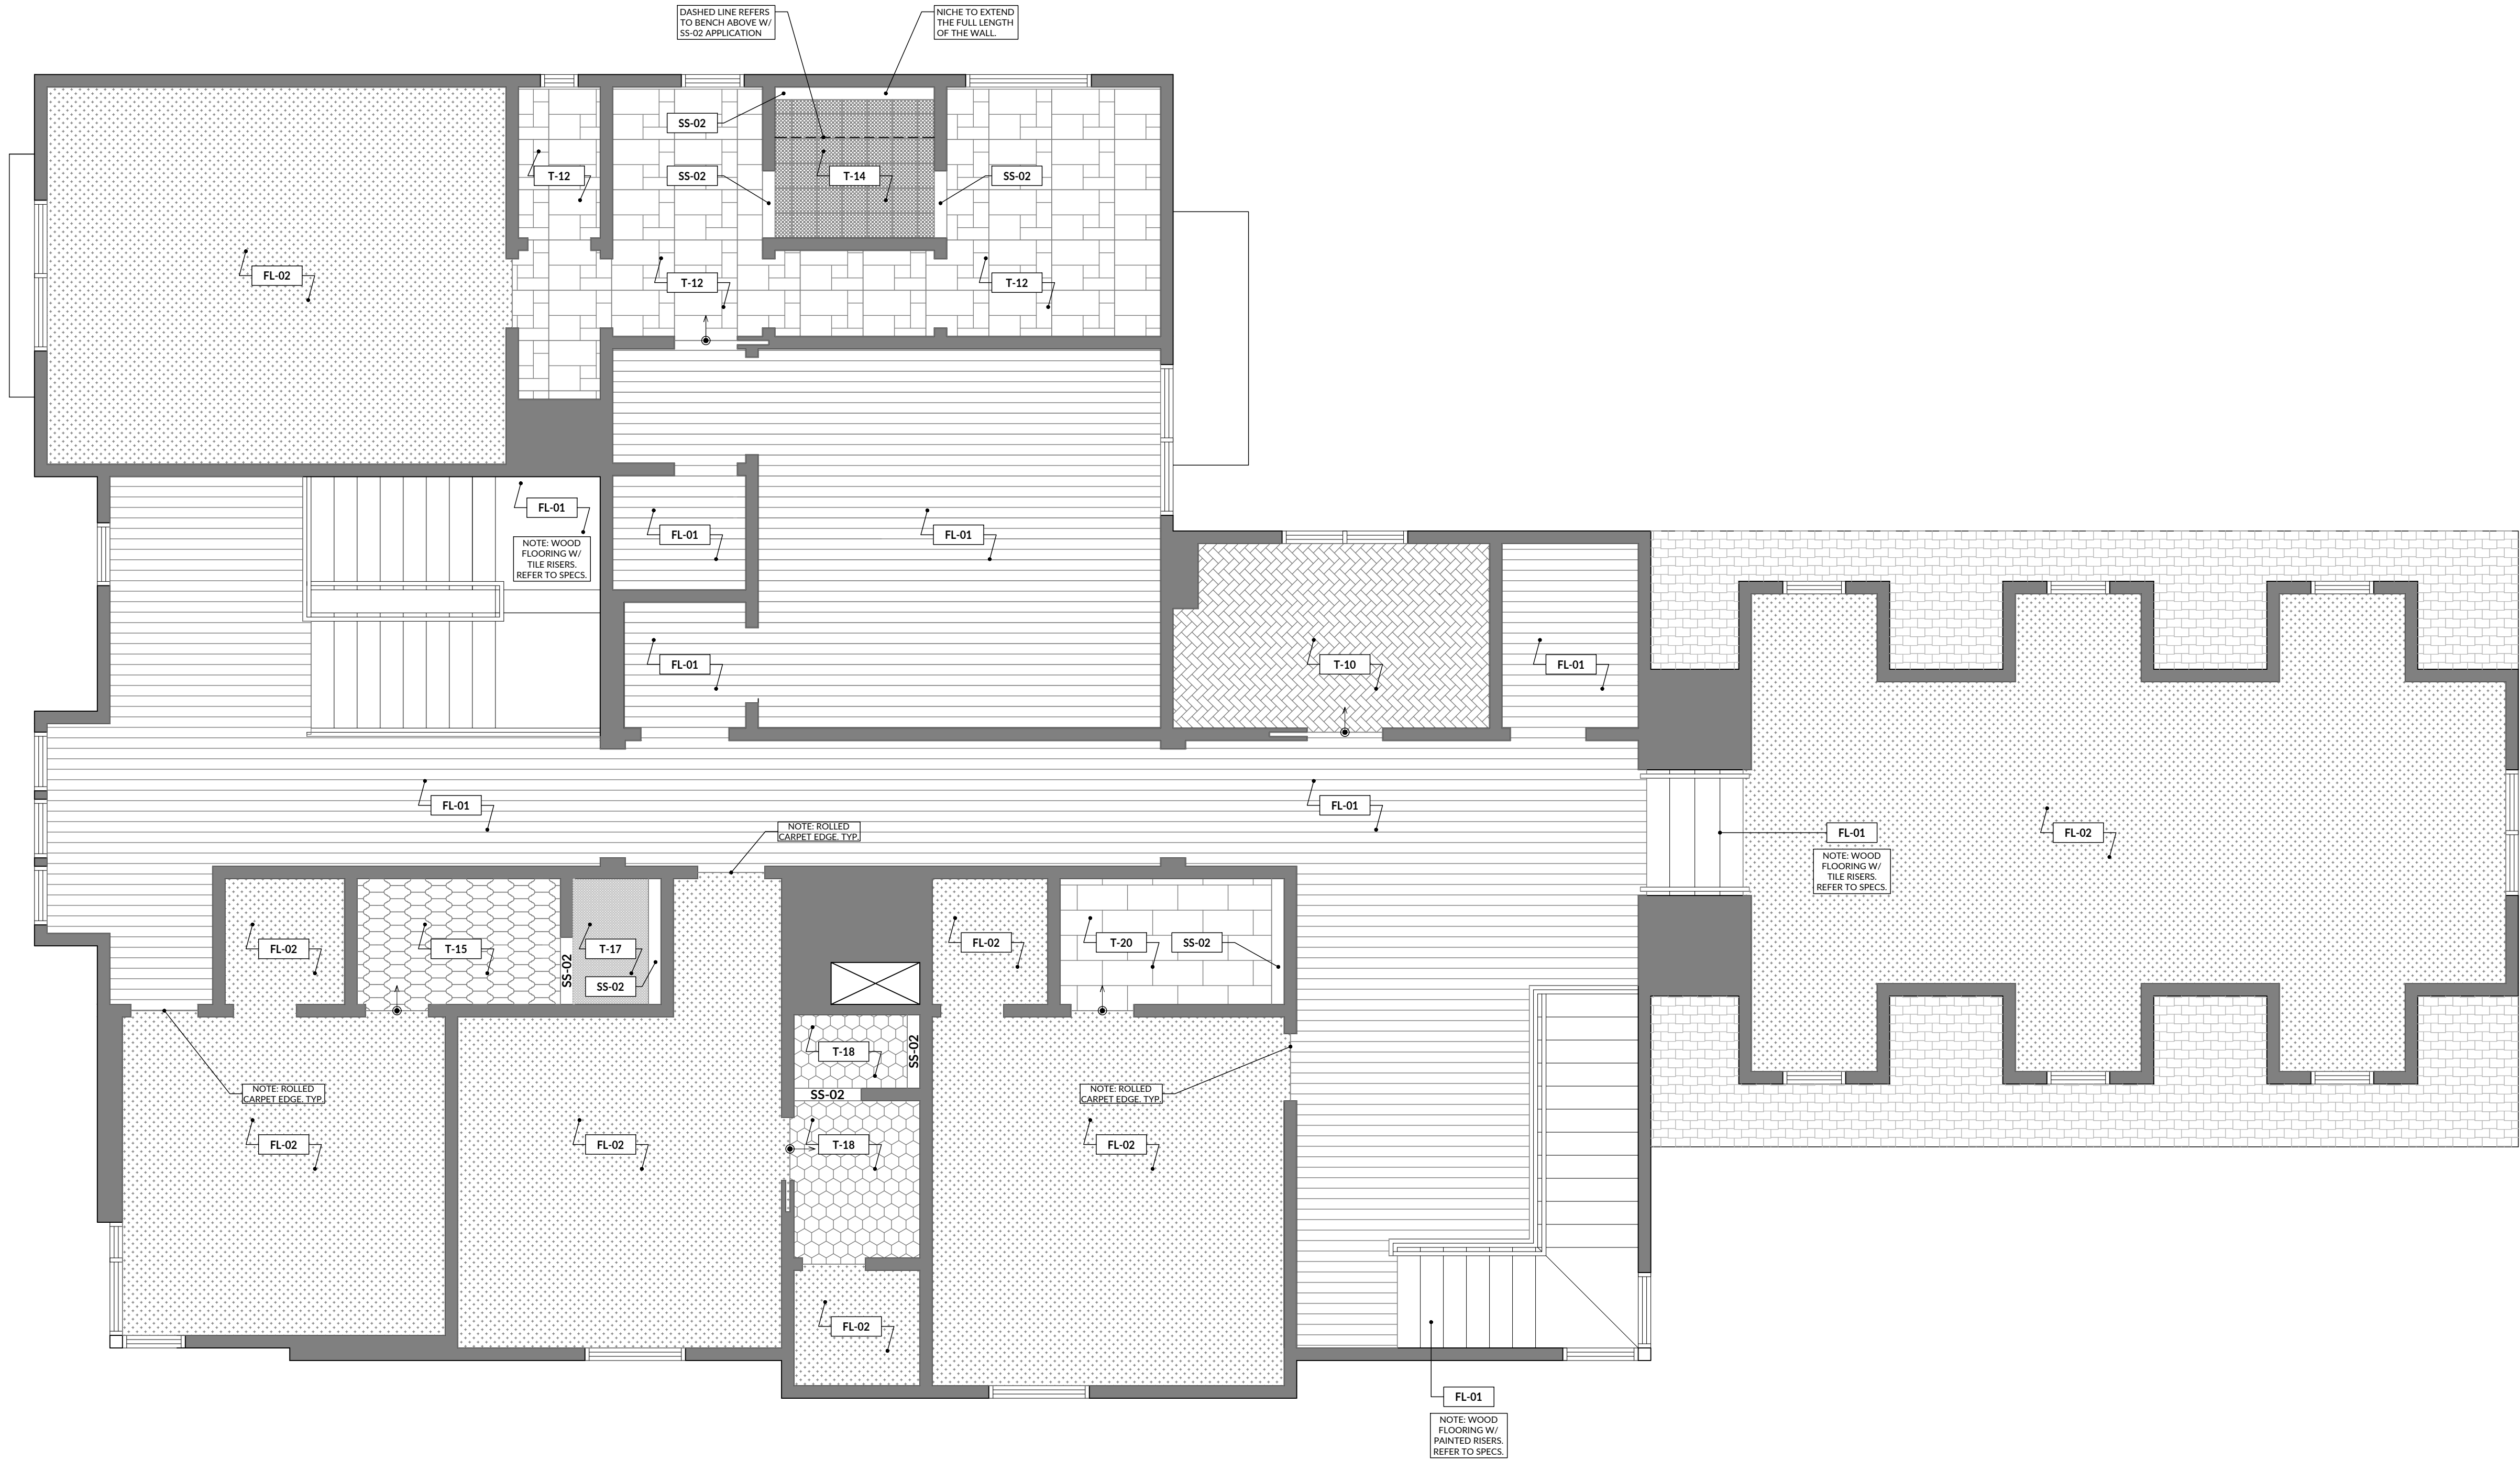 DASHED LINE REFERS
TO BENCH ABOVE W/
SS-02 APPLICATION
NICHE TO EXTEND
THE FULL LENGTH
OF THE WALL.
SS-02
T-12
SS-02
T-14
SS-02
FL-02
T-12
T-12
FL-01
NOTE: WOOD
FLOORING W/
TILE RISERS.
REFER TO SPECS.
FL-01
FL-01
FL-01
T-10
FL-01
FL-01
FL-01
NOTE: ROLLED
CARPET EDGE, TYP.
FL-01
NOTE: WOOD
FLOORING W/
TILE RISERS.
REFER TO SPECS.
FL-02
FL-02
T-15
SS-02
T-17
SS-02
FL-02
T-20
SS-02
T-18
SS-02
SS-02
NOTE: ROLLED
CARPET EDGE, TYP.
NOTE: ROLLED
CARPET EDGE, TYP.
FL-02
FL-02
T-18
FL-02
FL-02
FL-01
NOTE: WOOD
FLOORING W/
PAINTED RISERS.
REFER TO SPECS.